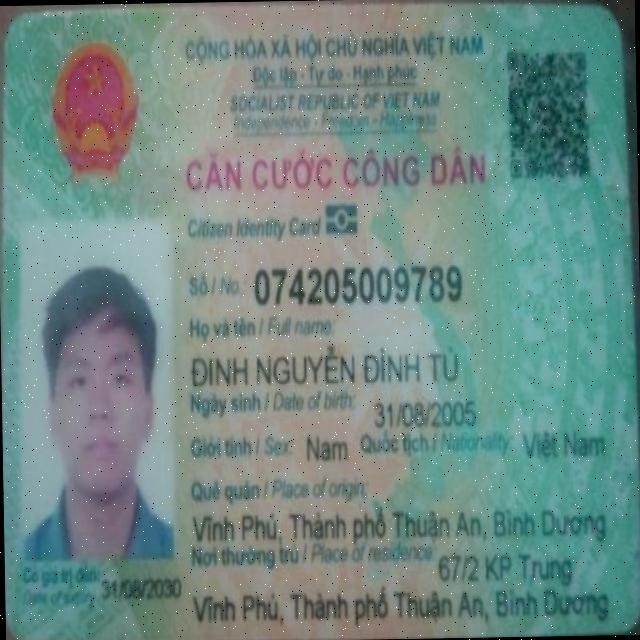 CỘNG HÒA XÃ HỘI CHỦ NGHĨA VIỆT NAM
Độc lập - Tự do - Hạnh phúc
SOCIALIST REPUBLIC OF VIET NAM
Independence - Freedom - Happiness
CĂN CƯỚC CÔNG DÂN
Citizen Identity Card
Số / No.: 074205009789
Họ và tên / Full name:
ĐINH NGUYỄN ĐÌNH TÚ
Ngày sinh / Date of birth: 31/08/2005
Giới tính / Sex: Nam Quốc tịch / Nationality: Việt Nam
Quê quán / Place of origin:
Vĩnh Phú, Thành phố Thuận An, Bình Dương
Nơi thường trú / Place of residence: 67/2 KP Trung
Vĩnh Phú, Thành phố Thuận An, Bình Dương
Có giá trị đến: 31/08/2030
Date of expiry